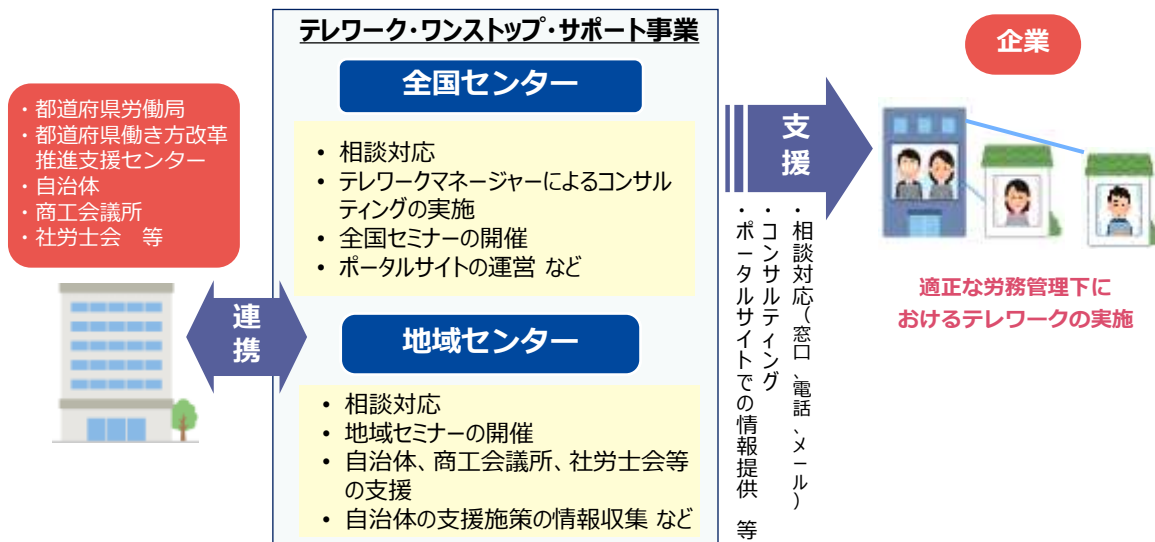 ・都道府県労働局
・都道府県働き方改革
推進支援センター
・自治体
・商工会議所
・社労士会　等
連携
テレワーク・ワンストップ・サポート事業
全国センター
• 相談対応
• テレワークマネージャーによるコンサル
ティングの実施
• 全国セミナーの開催
• ポータルサイトの運営 など
地域センター
• 相談対応
• 地域セミナーの開催
• 自治体、商工会議所、社労士会等
の支援
• 自治体の支援施策の情報収集 など
支援
・相談対応（窓口、電話、メール）
・コンサルティング
・ポータルサイトでの情報提供　等
企業
適正な労務管理下に
おけるテレワークの実施